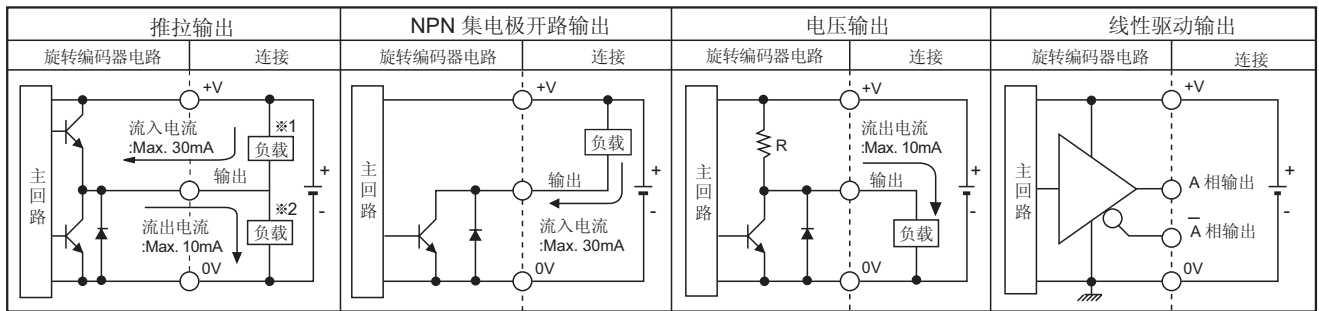 推拉输出
旋转编码器电路
连接
+V
※1
流入电流
:Max. 30mA
负载
主回路
输出
+
-
※2
流出电流
:Max. 10mA
负载
0V
NPN 集电极开路输出
旋转编码器电路
连接
+V
负载
主回路
输出
+
-
流入电流
:Max. 30mA
0V
电压输出
旋转编码器电路
连接
+V
R
流出电流
:Max. 10mA
主回路
输出
+
-
负载
0V
线性驱动输出
旋转编码器电路
连接
+V
主回路
A 相输出
+
-
A̅ 相输出
0V